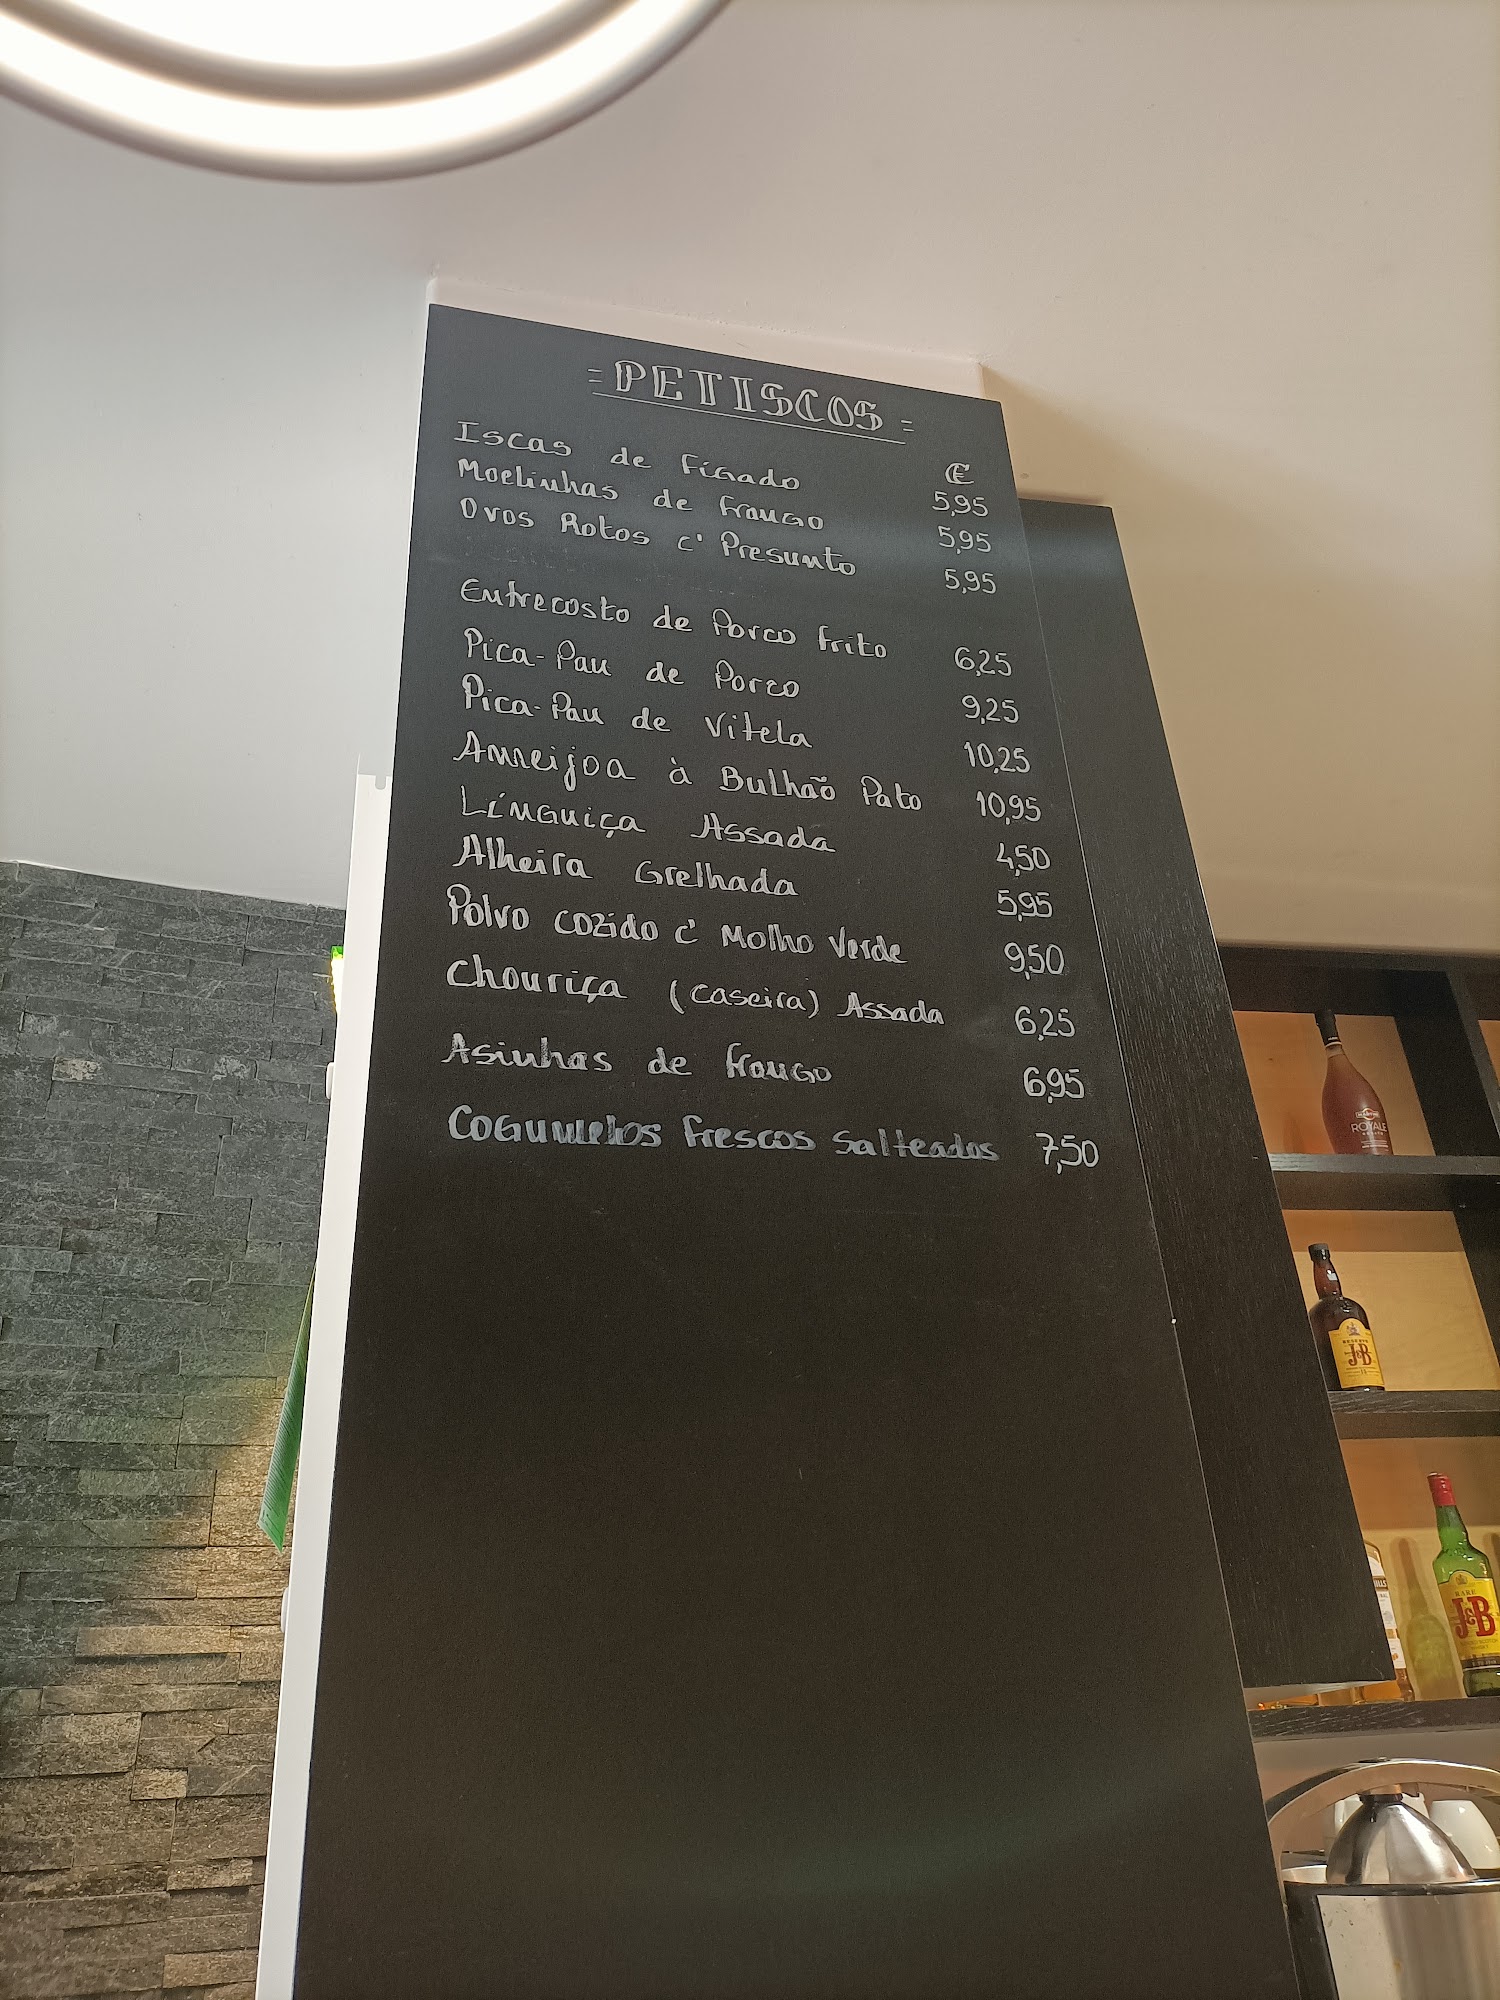 = PETISCOS =
€
Iscas de Fígado 5,95
Moelinhas de Frango 5,95
Ovos Rotos c' Presunto 5,95
Entrecosto de Porco Frito 6,25
Pica-Pau de Porco 9,25
Pica-Pau de Vitela 10,25
Ameijoa à Bulhão Pato 10,95
Línguiça Assada 4,50
Alheira Grelhada 5,95
Polvo cozido c' Molho Verde 9,50
Chouriça (caseira) Assada 6,25
Asinhas de Frango 6,95
Cogumelos Frescos Salteados 7,50
MARTINI
ROYALE
J&B
RARE
J&B